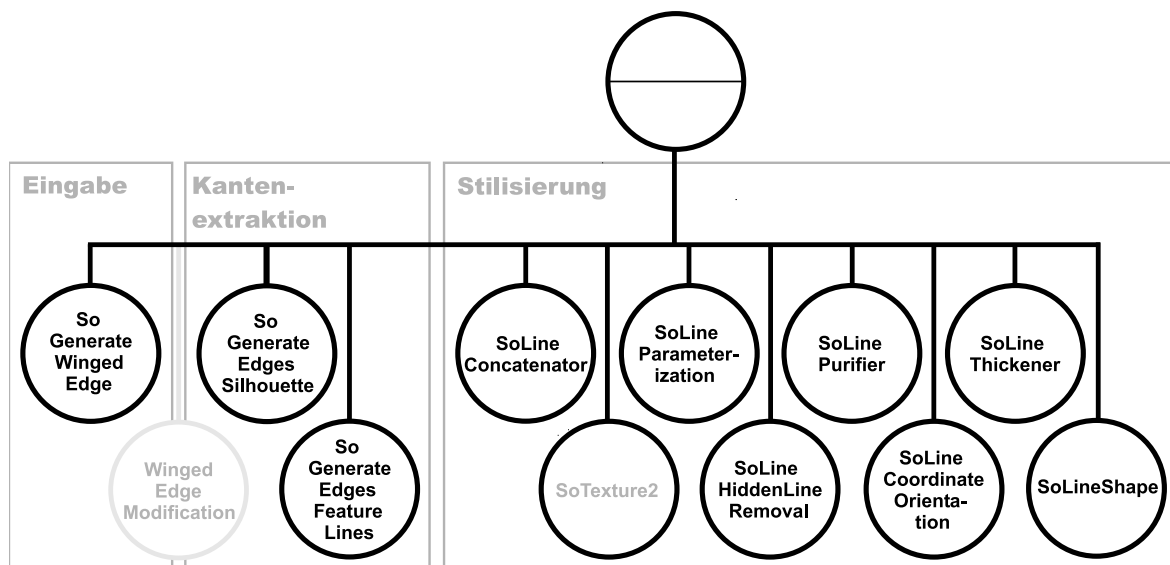 Eingabe
Kanten-
extraktion
Stilisierung
So
Generate
Winged
Edge
So
Generate
Edges
Silhouette
SoLine
Concatenator
SoLine
Parameter-
ization
SoLine
Purifier
SoLine
Thickener
Winged
Edge
Modification
So
Generate
Edges
Feature
Lines
SoTexture2
SoLine
HiddenLine
Removal
SoLine
Coordinate
Orienta-
tion
SoLineShape